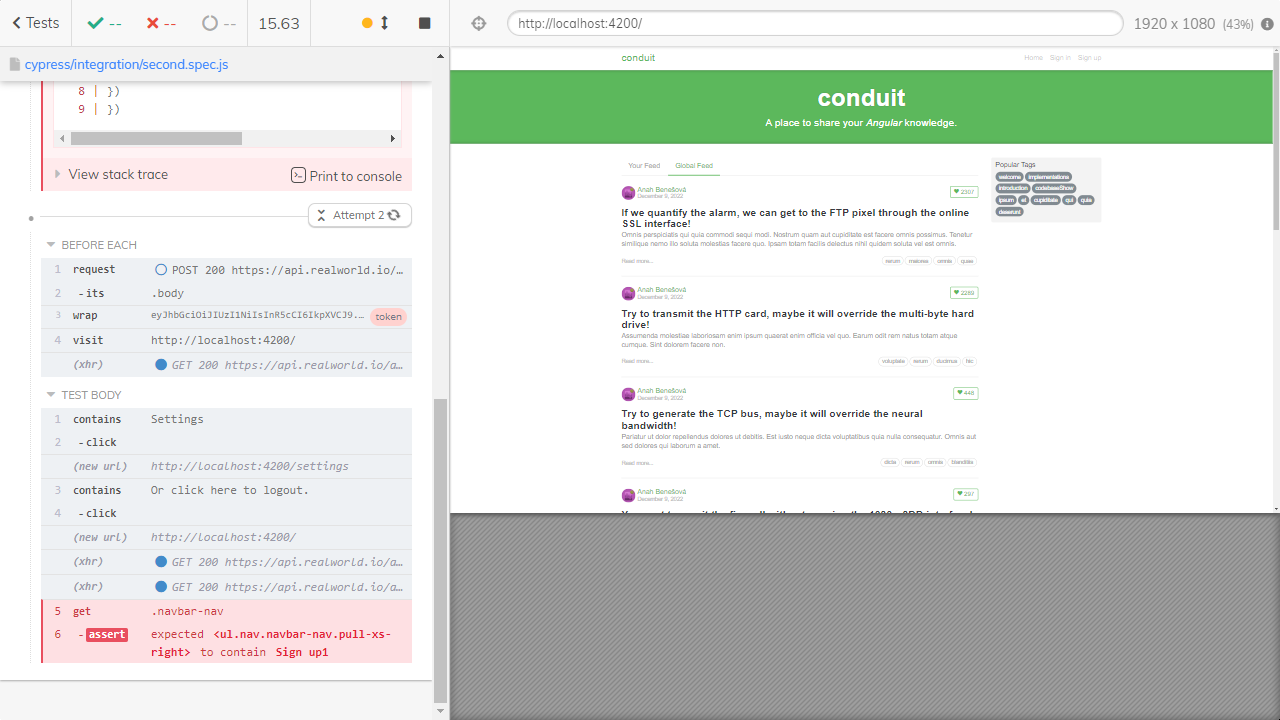 Tests
--
--
--
15.63
http://localhost:4200/
1920 x 1080 (43%)
cypress/integration/second.spec.js
8 | })
9 | })
View stack trace
Print to console
Attempt 2
BEFORE EACH
1 request POST 200 https://api.realworld.io/…
2 -its .body
3 wrap eyJhbGciOiJIUzI1NiIsInR5cCI6IkpXVCJ9... token
4 visit http://localhost:4200/
(xhr) GET 200 https://api.realworld.io/a…
TEST BODY
1 contains Settings
2 -click
(new url) http://localhost:4200/settings
3 contains Or click here to logout.
4 -click
(new url) http://localhost:4200/
(xhr) GET 200 https://api.realworld.io/a…
(xhr) GET 200 https://api.realworld.io/a…
5 get .navbar-nav
6 -assert expected <ul.nav.navbar-nav.pull-xs-
right> to contain Sign up1
conduit
Home Sign in Sign up
conduit
A place to share your Angular knowledge.
Your Feed Global Feed
Anah Benešová
December 9, 2022
2307
If we quantify the alarm, we can get to the FTP pixel through the online
SSL interface!
Omnis perspiciatis qui quia commodi sequi modi. Nostrum quam aut cupiditate est facere omnis possimus. Tenetur
similique nemo illo soluta molestias facere quo. Ipsam totam facilis delectus nihil quidem soluta vel est omnis.
Read more...
rerum maiores omnis quae
Anah Benešová
December 9, 2022
2269
Try to transmit the HTTP card, maybe it will override the multi-byte hard
drive!
Assumenda molestiae laboriosam enim ipsum quaerat enim officia vel quo. Earum odit rem natus totam atque
cumque. Sint dolorem facere non.
Read more...
voluptate rerum ducimus hic
Anah Benešová
December 9, 2022
448
Try to generate the TCP bus, maybe it will override the neural
bandwidth!
Pariatur ut dolor repellendus dolores ut debitis. Est iusto neque dicta voluptatibus quia nulla consequatur. Omnis aut
sed dolores qui laborum a amet.
Read more...
dicta rerum omnis blanditiis
Anah Benešová
December 9, 2022
297
Popular Tags
welcome implementations
introduction codebaseShow
ipsum et cupiditate qui quia
deserunt